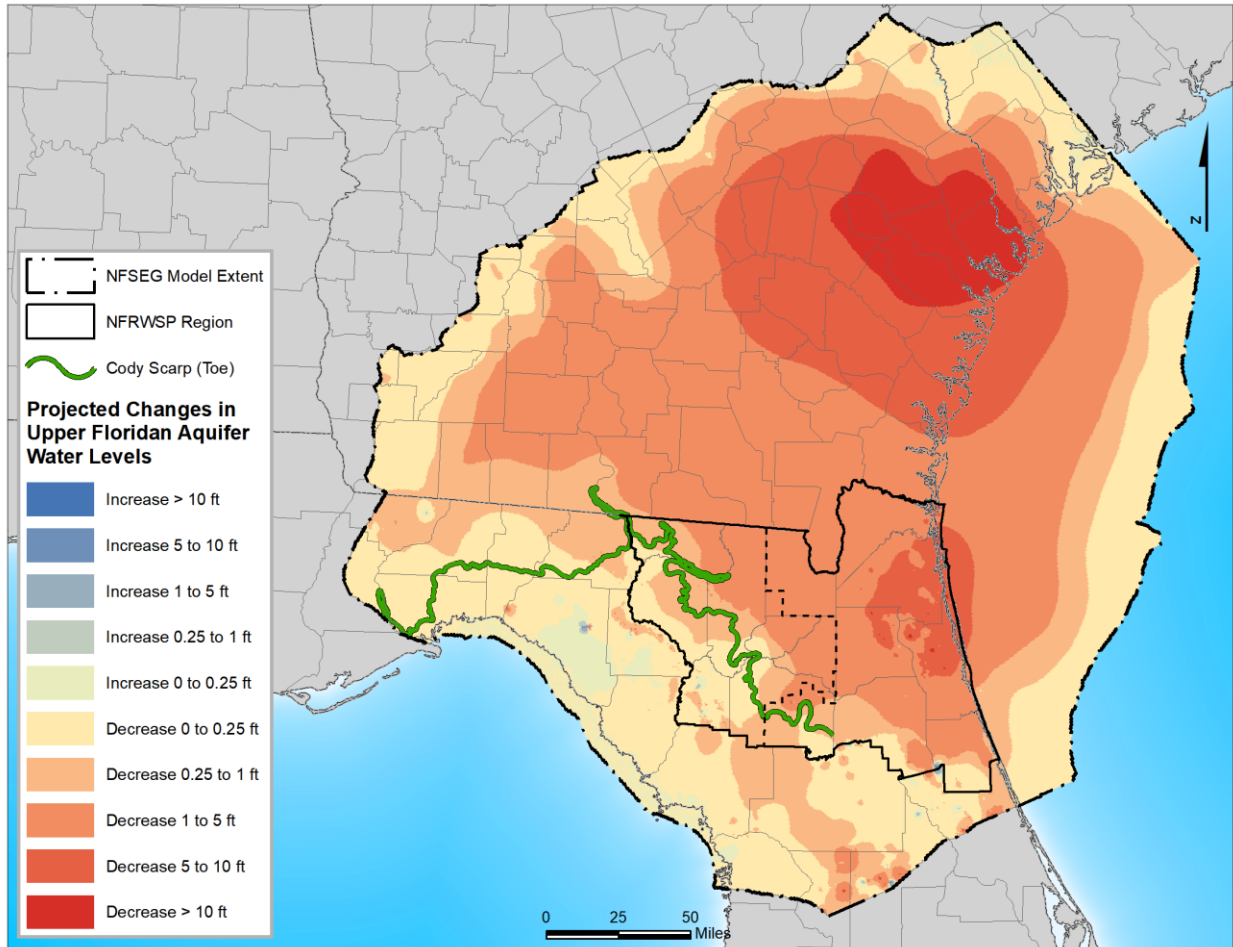 N
NFSEG Model Extent
NFRWSP Region
Cody Scarp (Toe)
Projected Changes in
Upper Floridan Aquifer
Water Levels
Increase > 10 ft
Increase 5 to 10 ft
Increase 1 to 5 ft
Increase 0.25 to 1 ft
Increase 0 to 0.25 ft
Decrease 0 to 0.25 ft
Decrease 0.25 to 1 ft
Decrease 1 to 5 ft
Decrease 5 to 10 ft
Decrease > 10 ft
0 25 50
Miles